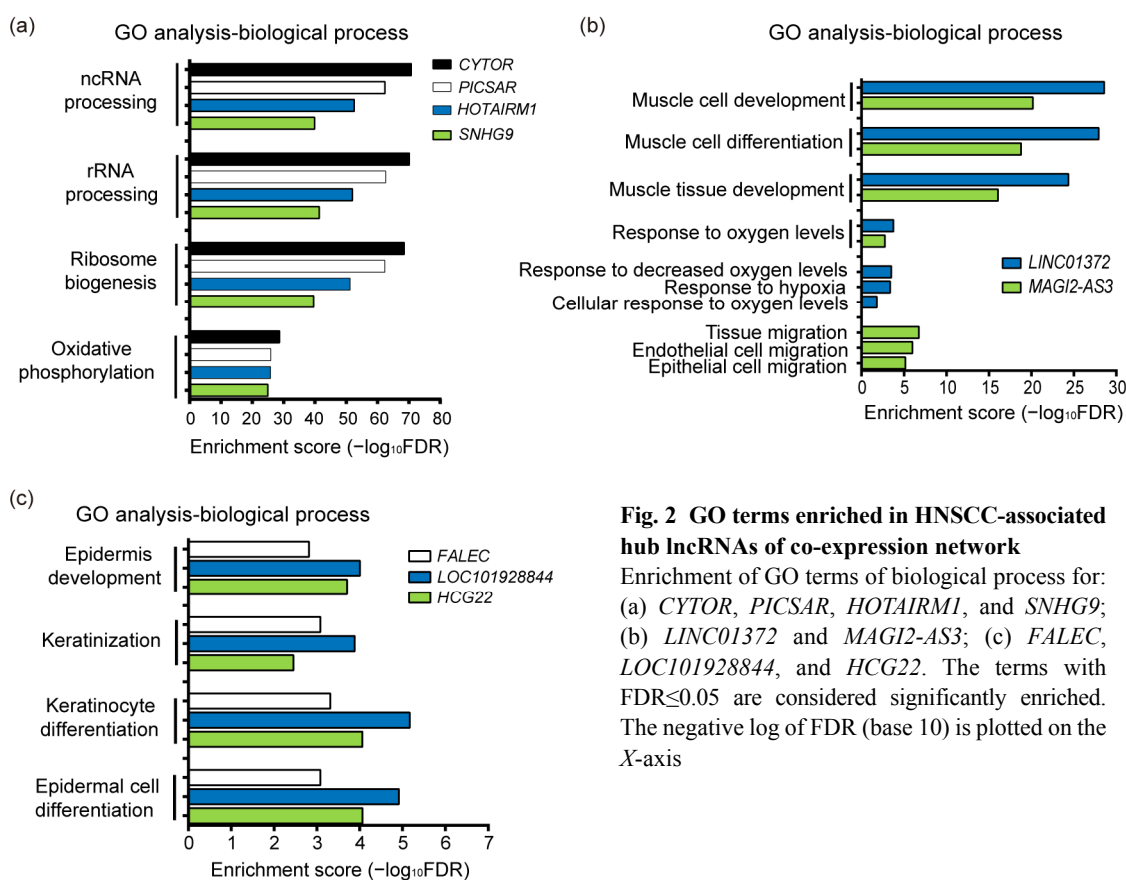 (a)
GO analysis-biological process
ncRNA
processing
rRNA
processing
Ribosome
biogenesis
Oxidative
phosphorylation
CYTOR
PICSAR
HOTAIRM1
SNHG9
0 10 20 30 40 50 60 70 80
Enrichment score (−log₁₀FDR)
(b)
GO analysis-biological process
Muscle cell development
Muscle cell differentiation
Muscle tissue development
Response to oxygen levels
Response to decreased oxygen levels
Response to hypoxia
Cellular response to oxygen levels
Tissue migration
Endothelial cell migration
Epithelial cell migration
LINC01372
MAGI2-AS3
0 5 10 15 20 25 30
Enrichment score (−log₁₀FDR)
(c)
GO analysis-biological process
Epidermis
development
Keratinization
Keratinocyte
differentiation
Epidermal cell
differentiation
FALEC
LOC101928844
HCG22
0 1 2 3 4 5 6 7
Enrichment score (−log₁₀FDR)
Fig. 2 GO terms enriched in HNSCC-associated
hub lncRNAs of co-expression network
Enrichment of GO terms of biological process for:
(a) CYTOR, PICSAR, HOTAIRM1, and SNHG9;
(b) LINC01372 and MAGI2-AS3; (c) FALEC,
LOC101928844, and HCG22. The terms with
FDR≤0.05 are considered significantly enriched.
The negative log of FDR (base 10) is plotted on the
X-axis